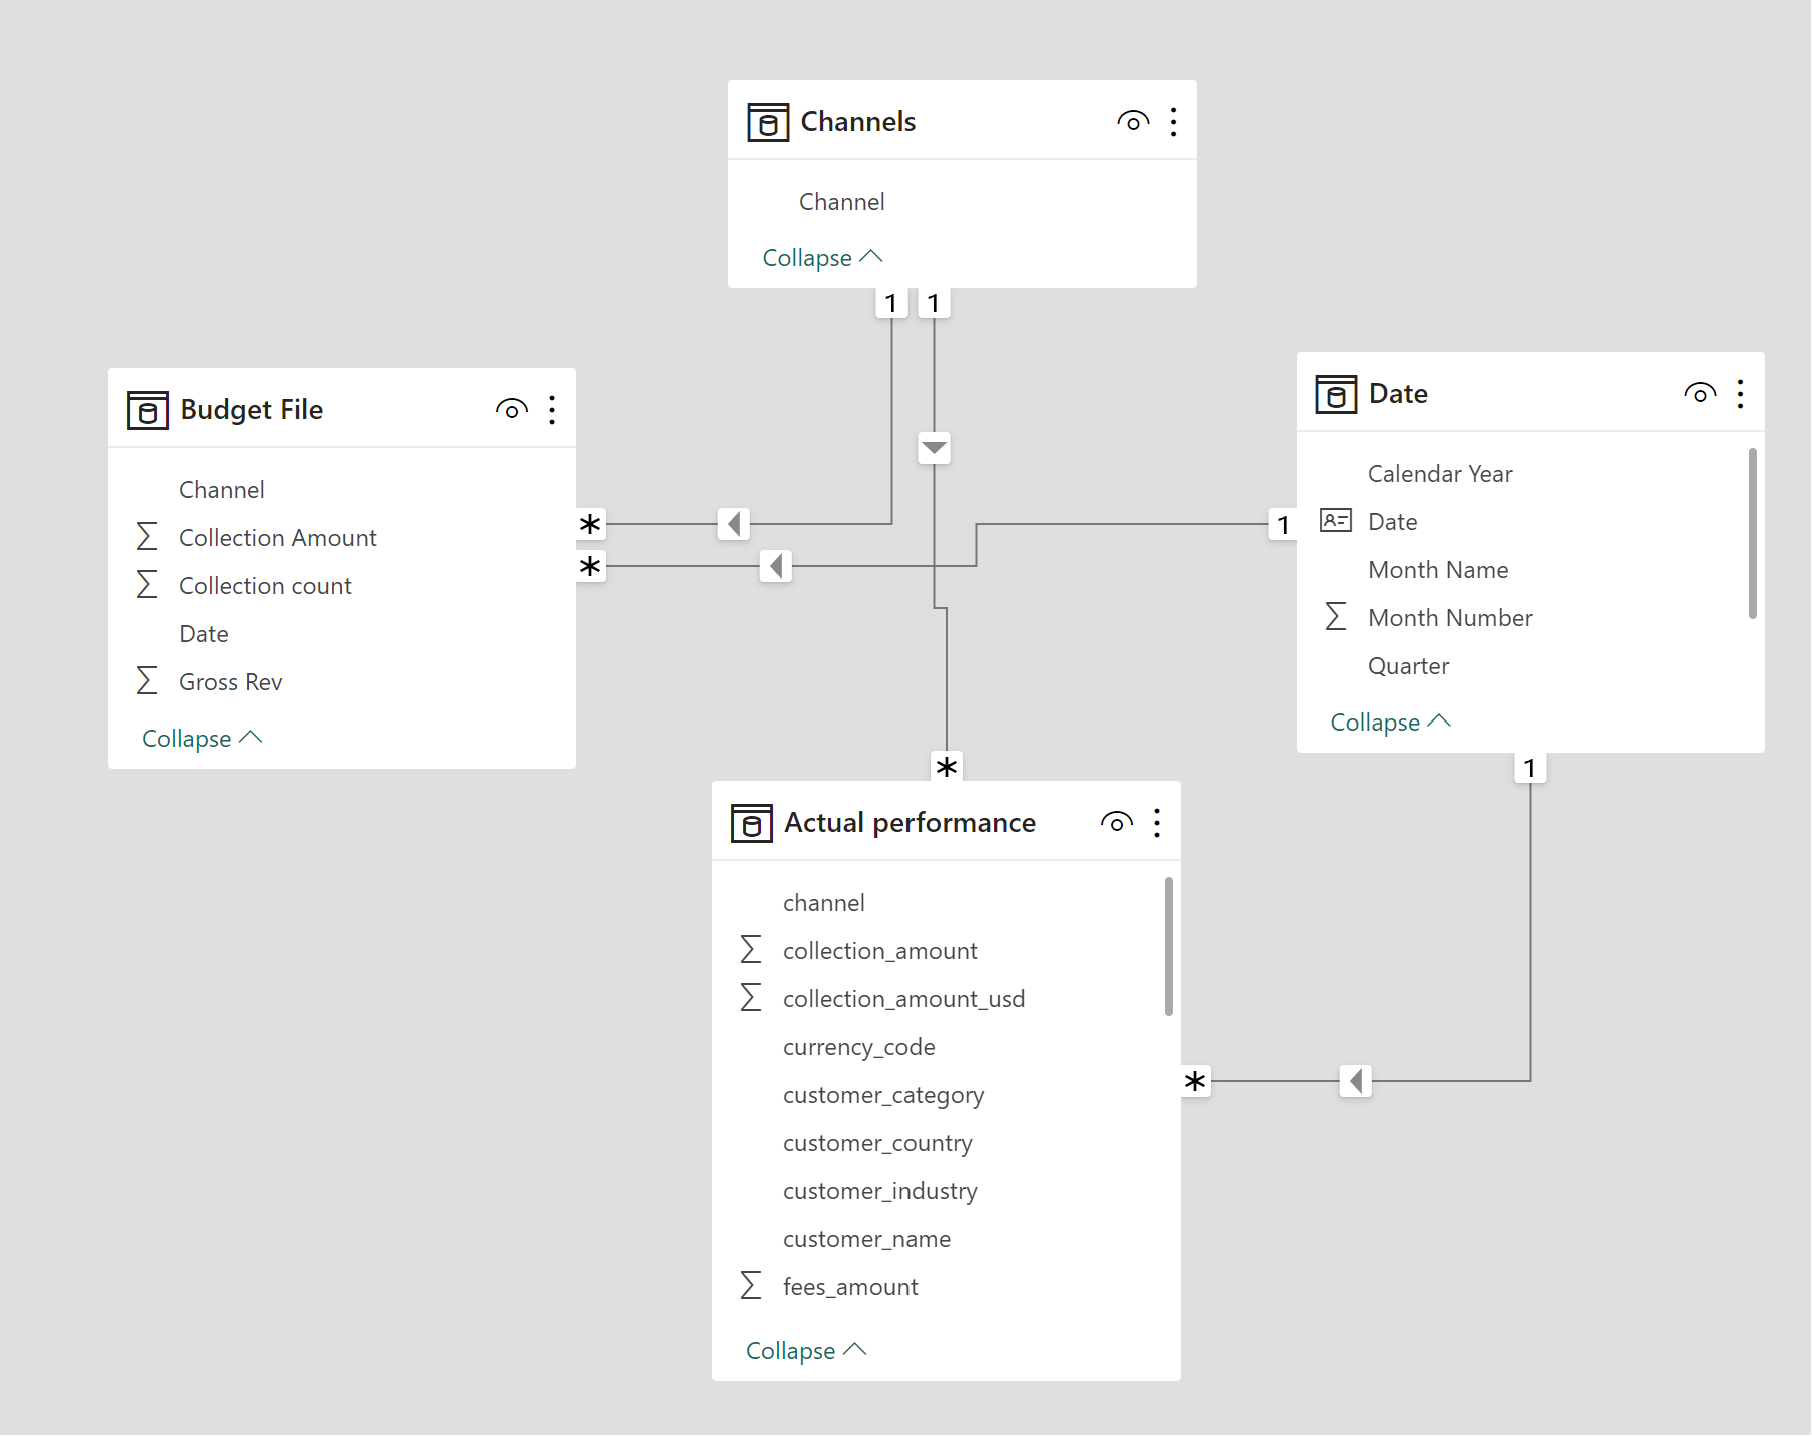 Channels
Channel
Collapse
1
1
Budget File
Channel
Collection Amount
Collection count
Date
Gross Rev
Collapse
*
*
Date
Calendar Year
Date
Month Name
Month Number
Quarter
Collapse
1
1
*
Actual performance
channel
collection_amount
collection_amount_usd
currency_code
customer_category
customer_country
customer_industry
customer_name
fees_amount
Collapse
*